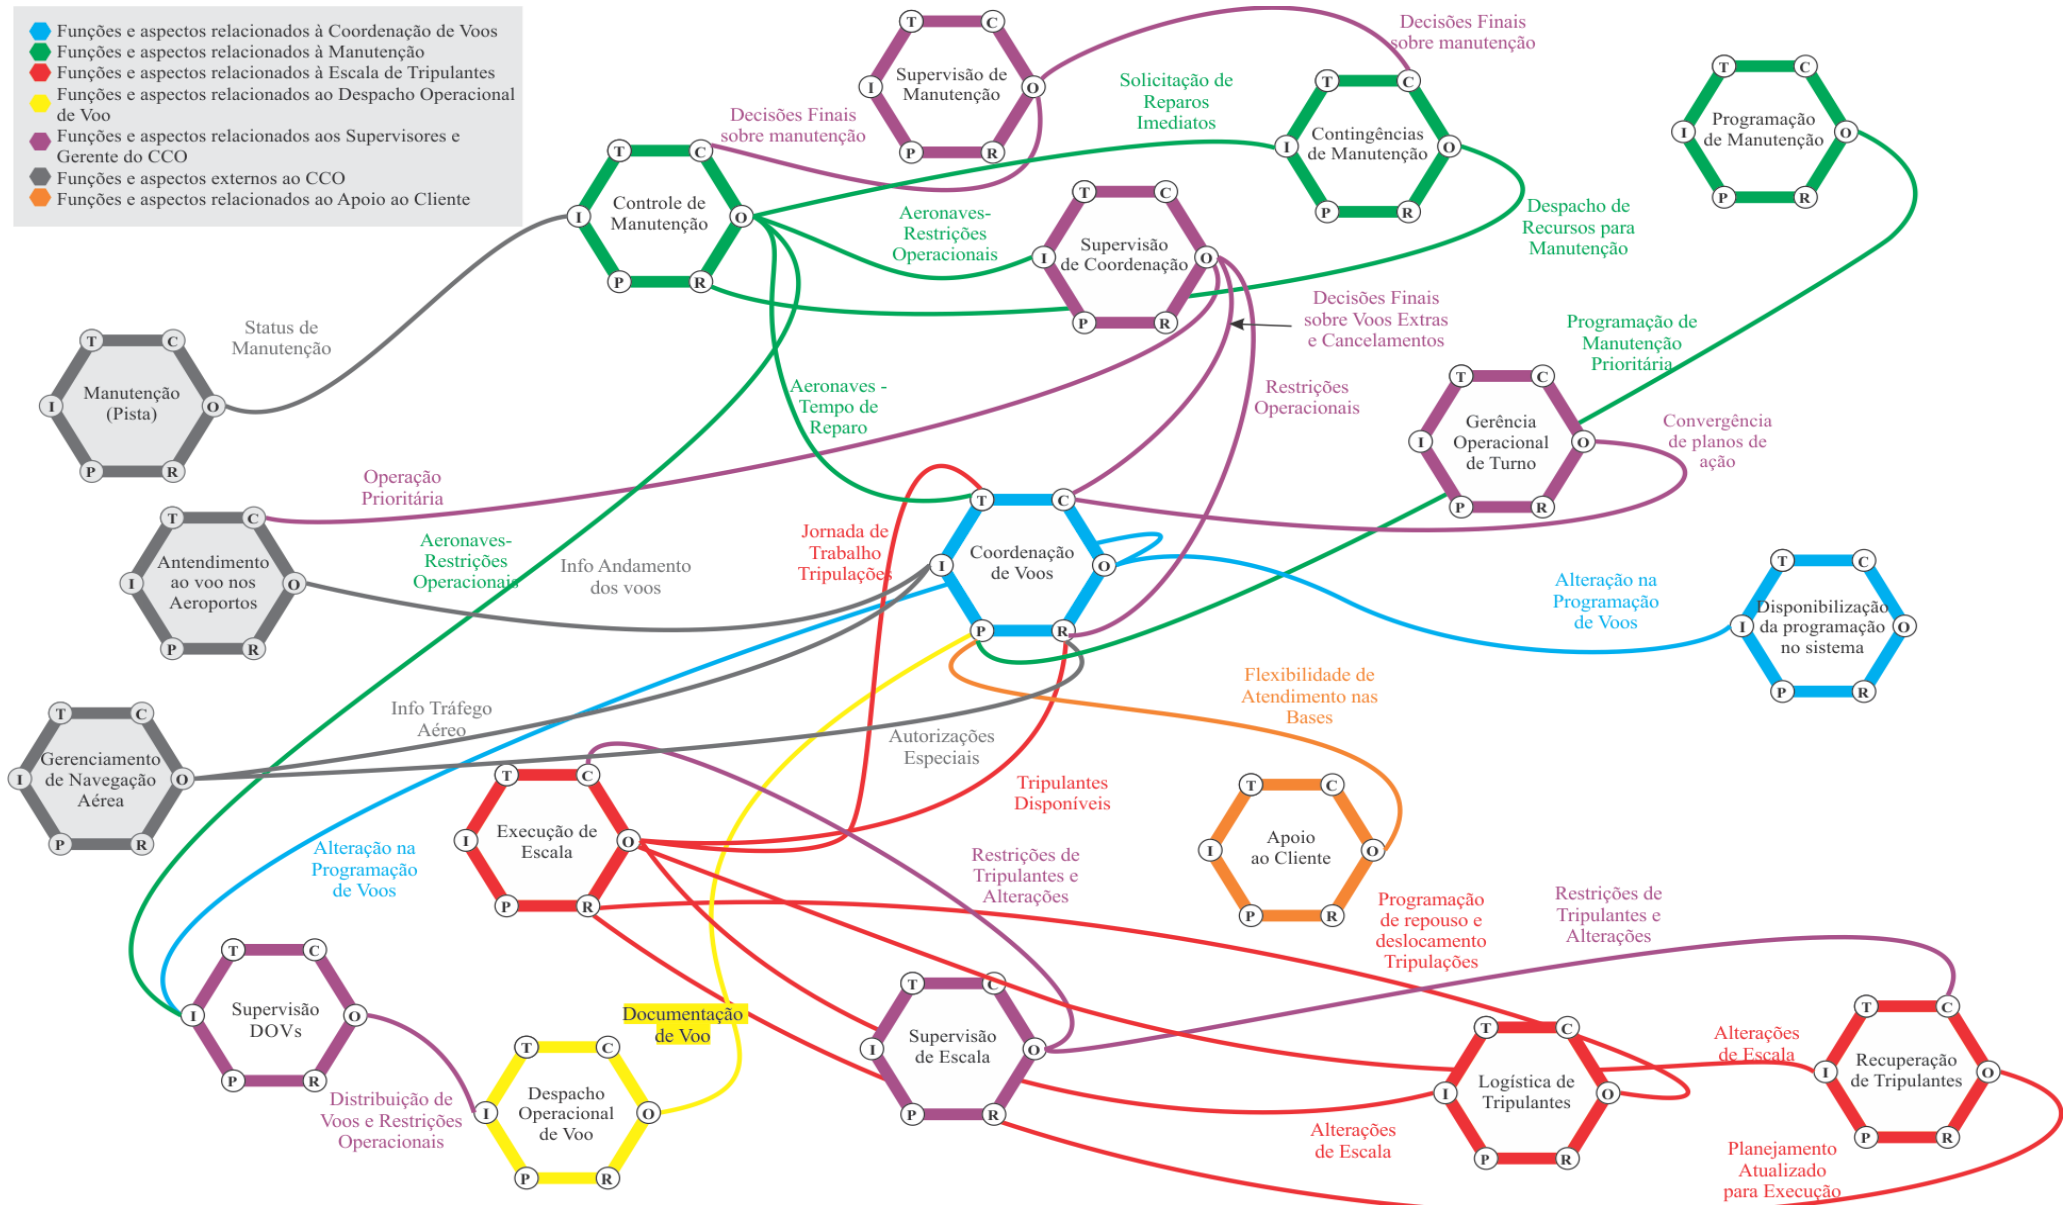 Funções e aspectos relacionados à Coordenação de Voos
Funções e aspectos relacionados à Manutenção
Funções e aspectos relacionados à Escala de Tripulantes
Funções e aspectos relacionados ao Despacho Operacional
de Voo
Funções e aspectos relacionados aos Supervisores e
Gerente do CCO
Funções e aspectos externos ao CCO
Funções e aspectos relacionados ao Apoio ao Cliente
T C
I O
P R
Supervisão de
Manutenção
Decisões Finais
sobre manutenção
Decisões Finais
sobre manutenção
Solicitação de
Reparos
Imediatos
T C
I O
P R
Contingências
de Manutenção
T C
I O
P R
Programação
de Manutenção
T C
I O
P R
Controle de
Manutenção
Aeronaves-
Restrições
Operacionais
T C
I O
P R
Supervisão
de Coordenação
Despacho de
Recursos para
Manutenção
Decisões Finais
sobre Voos Extras
e Cancelamentos
Programação de
Manutenção
Prioritária
Status de
Manutenção
T C
I O
P R
Manutenção
(Pista)
Aeronaves -
Tempo de
Reparo
Restrições
Operacionais
T C
I O
P R
Gerência
Operacional
de Turno
Convergência
de planos de
ação
Operação
Prioritária
T C
I O
P R
Antendimento
ao voo nos
Aeroportos
Aeronaves-
Restrições
Operacionais
Info Andamento
dos voos
Jornada de
Trabalho
Tripulações
T C
I O
P R
Coordenação
de Voos
Alteração na
Programação
de Voos
T C
I O
P R
Disponibilização
da programação
no sistema
T C
I O
P R
Gerenciamento
de Navegação
Aérea
Info Tráfego
Aéreo
Autorizações
Especiais
Flexibilidade de
Atendimento nas
Bases
T C
I O
P R
Execução de
Escala
Tripulantes
Disponíveis
T C
I O
P R
Apoio
ao Cliente
Alteração na
Programação
de Voos
Restrições de
Tripulantes e
Alterações
Programação
de repouso e
deslocamento
Tripulações
Restrições de
Tripulantes e
Alterações
T C
I O
P R
Supervisão
DOVs
Documentação
de Voo
T C
I O
P R
Supervisão
de Escala
T C
I O
P R
Logística de
Tripulantes
Alterações
de Escala
T C
I O
P R
Recuperação
de Tripulantes
Distribuição de
Voos e Restrições
Operacionais
T C
I O
P R
Despacho
Operacional
de Voo
Alterações
de Escala
Planejamento
Atualizado
para Execução